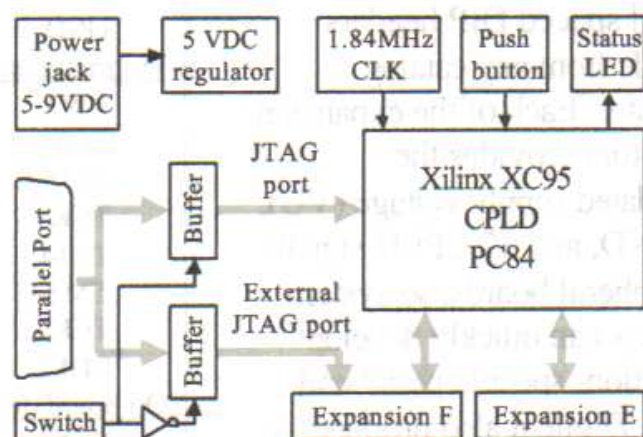 Power
jack
5-9VDC
5 VDC
regulator
1.84MHz
CLK
Push
button
Status
LED
JTAG
port
Xilinx XC95
CPLD
PC84
Buffer
Parallel Port
External
JTAG port
Buffer
Switch
Expansion F
Expansion E